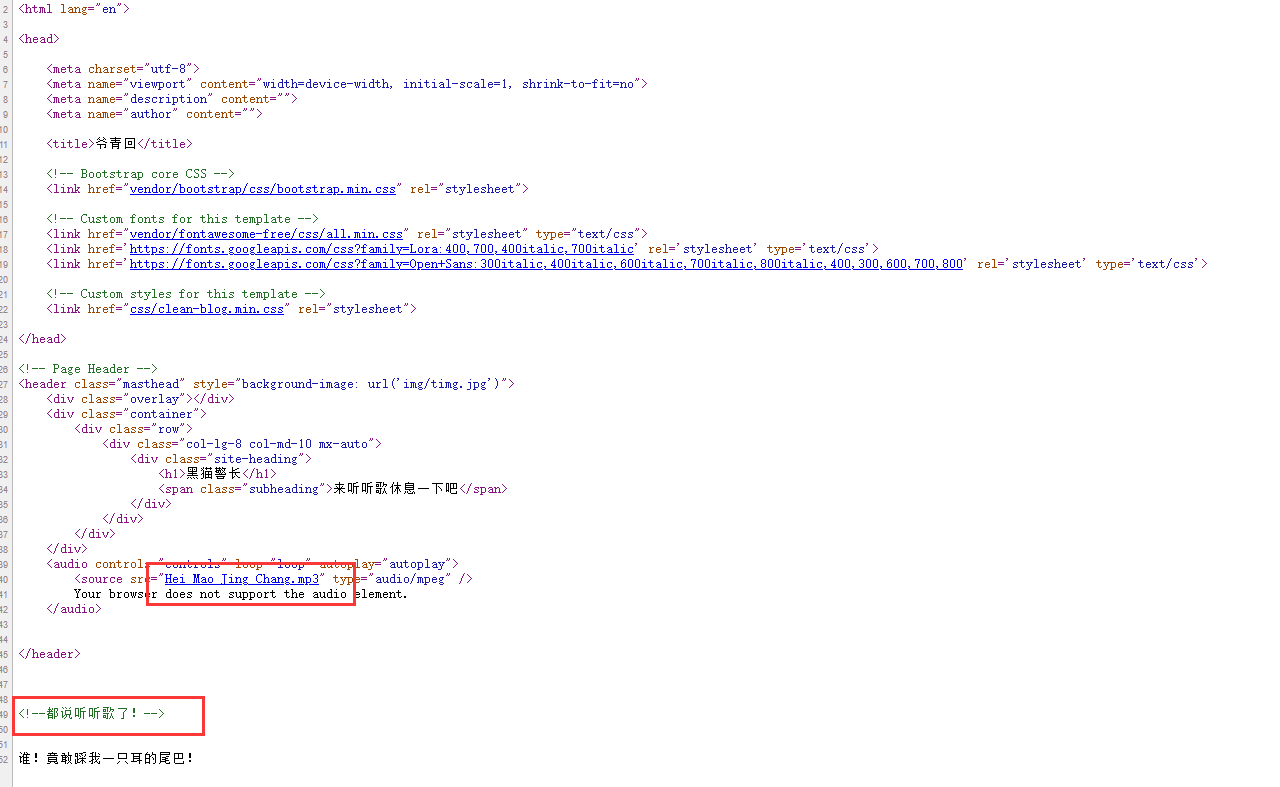 2 <html lang="en">
3
4 <head>
5
6 <meta charset="utf-8">
7 <meta name="viewport" content="width=device-width, initial-scale=1, shrink-to-fit=no">
8 <meta name="description" content="">
9 <meta name="author" content="">
10
11 <title>爷青回</title>
12
13 <!-- Bootstrap core CSS -->
14 <link href="vendor/bootstrap/css/bootstrap.min.css" rel="stylesheet">
15
16 <!-- Custom fonts for this template -->
17 <link href="vendor/fontawesome-free/css/all.min.css" rel="stylesheet" type="text/css">
18 <link href='https://fonts.googleapis.com/css?family=Lora:400,700,400italic,700italic' rel='stylesheet' type='text/css'>
19 <link href='https://fonts.googleapis.com/css?family=Open+Sans:300italic,400italic,600italic,700italic,800italic,400,300,600,700,800' rel='stylesheet' type='text/css'>
20
21 <!-- Custom styles for this template -->
22 <link href="css/clean-blog.min.css" rel="stylesheet">
23
24 </head>
25
26 <!-- Page Header -->
27 <header class="masthead" style="background-image: url('img/timg.jpg')">
28 <div class="overlay"></div>
29 <div class="container">
30 <div class="row">
31 <div class="col-lg-8 col-md-10 mx-auto">
32 <div class="site-heading">
33 <h1>黑猫警长</h1>
34 <span class="subheading">来听听歌休息一下吧</span>
35 </div>
36 </div>
37 </div>
38 </div>
39 <audio controls="controls" loop="loop" autoplay="autoplay">
40 <source src="Hei Mao Jing Chang.mp3" type="audio/mpeg" />
41 Your browser does not support the audio element.
42 </audio>
43
44
45 </header>
46
47
48
49 <!--都说听听歌了!-->
50
51
52 谁!竟敢踩我一只耳的尾巴!